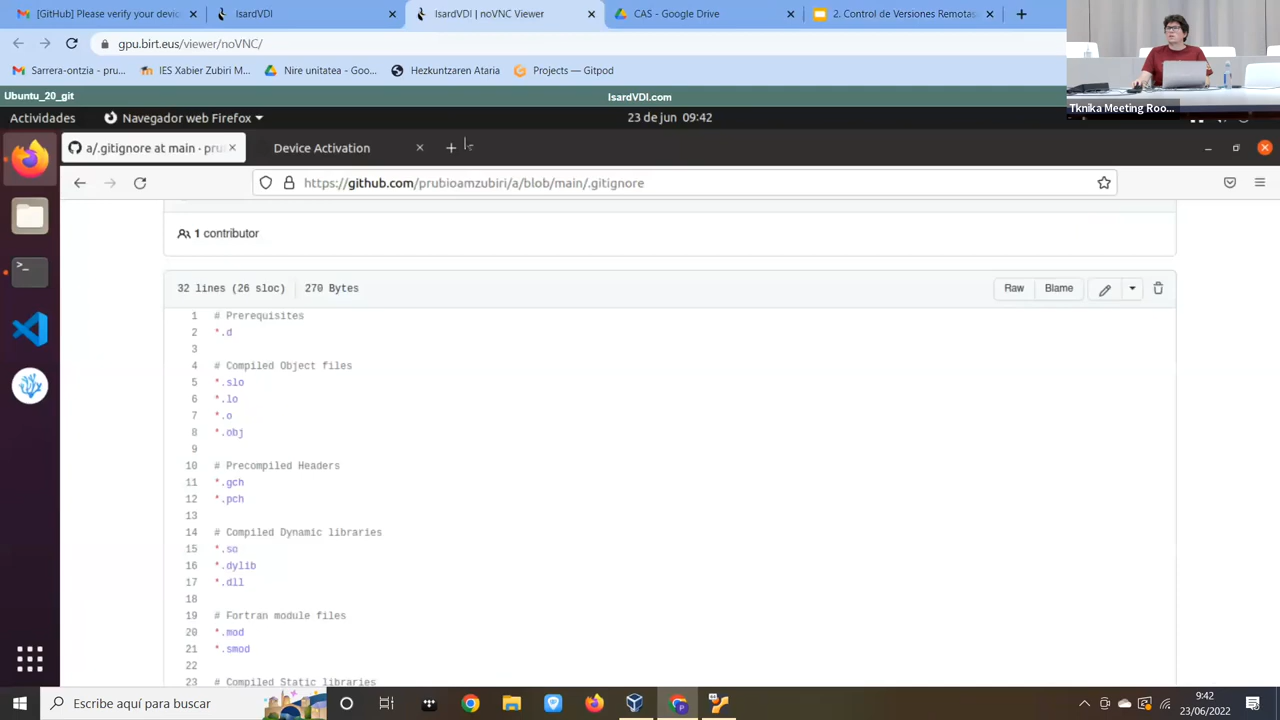 [GitHub] Please verify your device
IsardVDI
IsardVDI | noVNC Viewer
CAS - Google Drive
2. Control de Versiones Remotas
gpu.birt.eus/viewer/noVNC/
Sarrera-ontzia - pru...
IES Xabier Zubiri M...
Nire unitatea - Goo...
Hezkuntzaren Ataria
Projects — Gitpod
Tknika Meeting Roo...
Ubuntu_20_git
IsardVDI.com
Actividades
Navegador web Firefox
23 de jun 09:42
a/.gitignore at main · pru
Device Activation
https://github.com/prubioamzubiri/a/blob/main/.gitignore
1 contributor
32 lines (26 sloc) 270 Bytes
Raw
Blame
1 # Prerequisites
2 *.d
3
4 # Compiled Object files
5 *.slo
6 *.lo
7 *.o
8 *.obj
9
10 # Precompiled Headers
11 *.gch
12 *.pch
13
14 # Compiled Dynamic libraries
15 *.so
16 *.dylib
17 *.dll
18
19 # Fortran module files
20 *.mod
21 *.smod
22
23 # Compiled Static libraries
Escribe aquí para buscar
9:42
23/06/2022